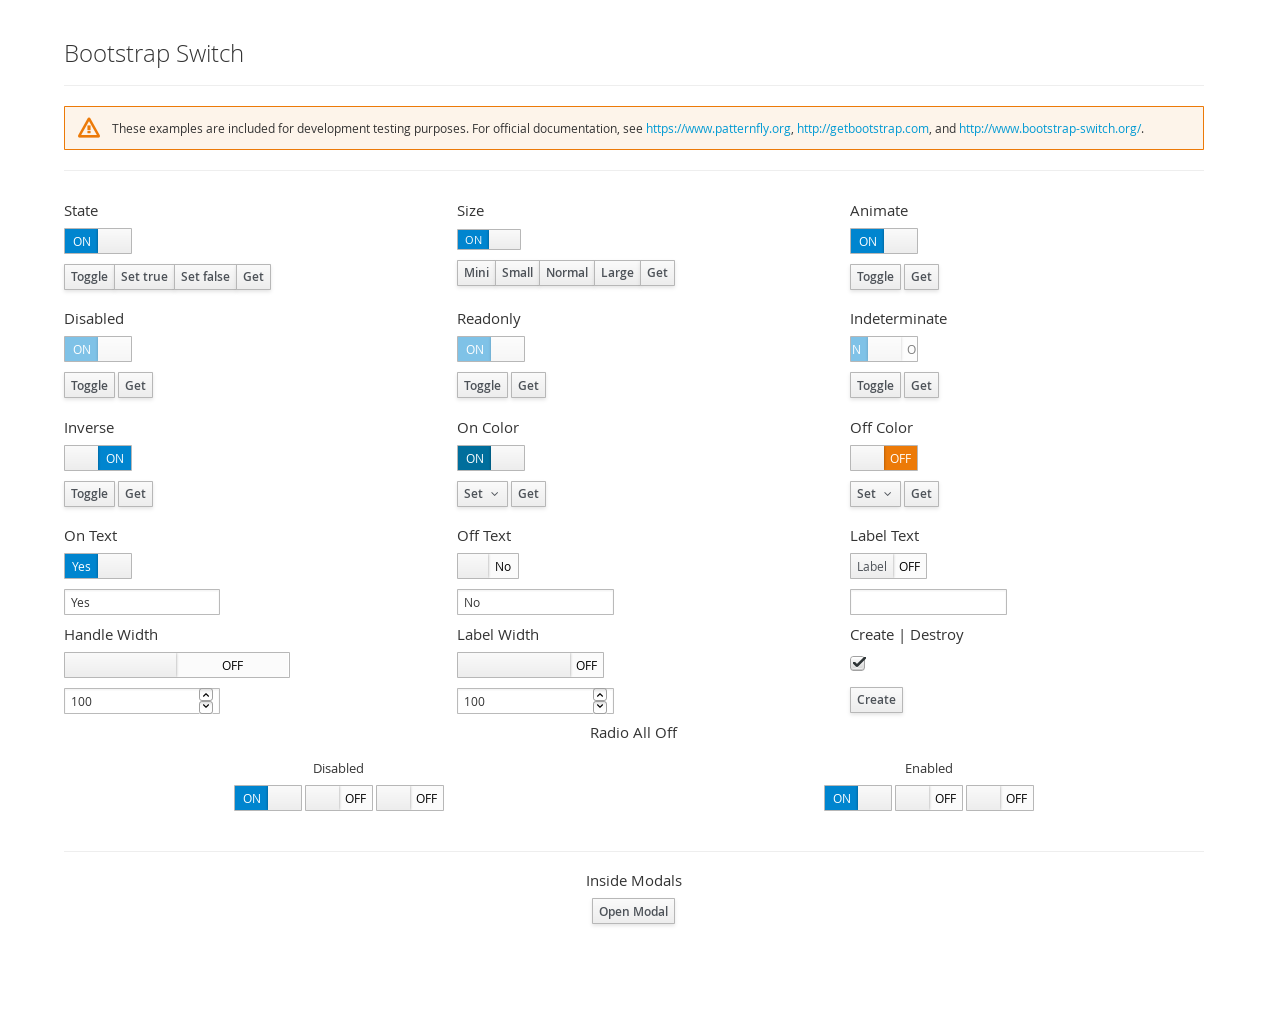 Bootstrap Switch
These examples are included for development testing purposes. For official documentation, see https://www.patternfly.org, http://getbootstrap.com, and http://www.bootstrap-switch.org/.
State Size Animate
ON ON ON
Toggle Set true Set false Get Mini Small Normal Large Get Toggle Get
Disabled Readonly Indeterminate
ON ON N O
Toggle Get Toggle Get Toggle Get
Inverse On Color Off Color
ON ON OFF
Toggle Get Set Get Set Get
On Text Off Text Label Text
Yes No Label OFF
Yes No
Handle Width Label Width Create | Destroy
OFF OFF
100 100 Create
Radio All Off
Disabled Enabled
ON OFF OFF ON OFF OFF
Inside Modals
Open Modal